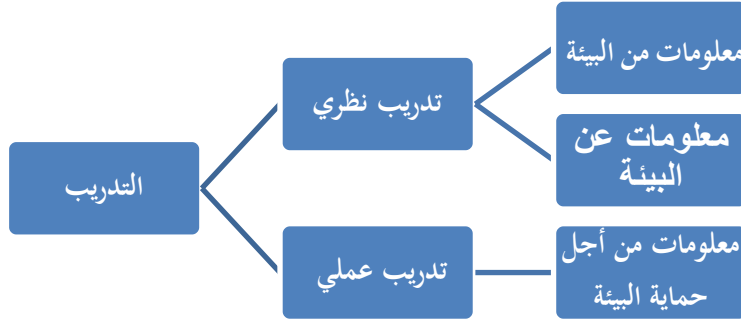 معلومات من البيئة
تدريب نظري
معلومات عن
البيئة
التدريب
تدريب عملي
معلومات من أجل
حماية البيئة